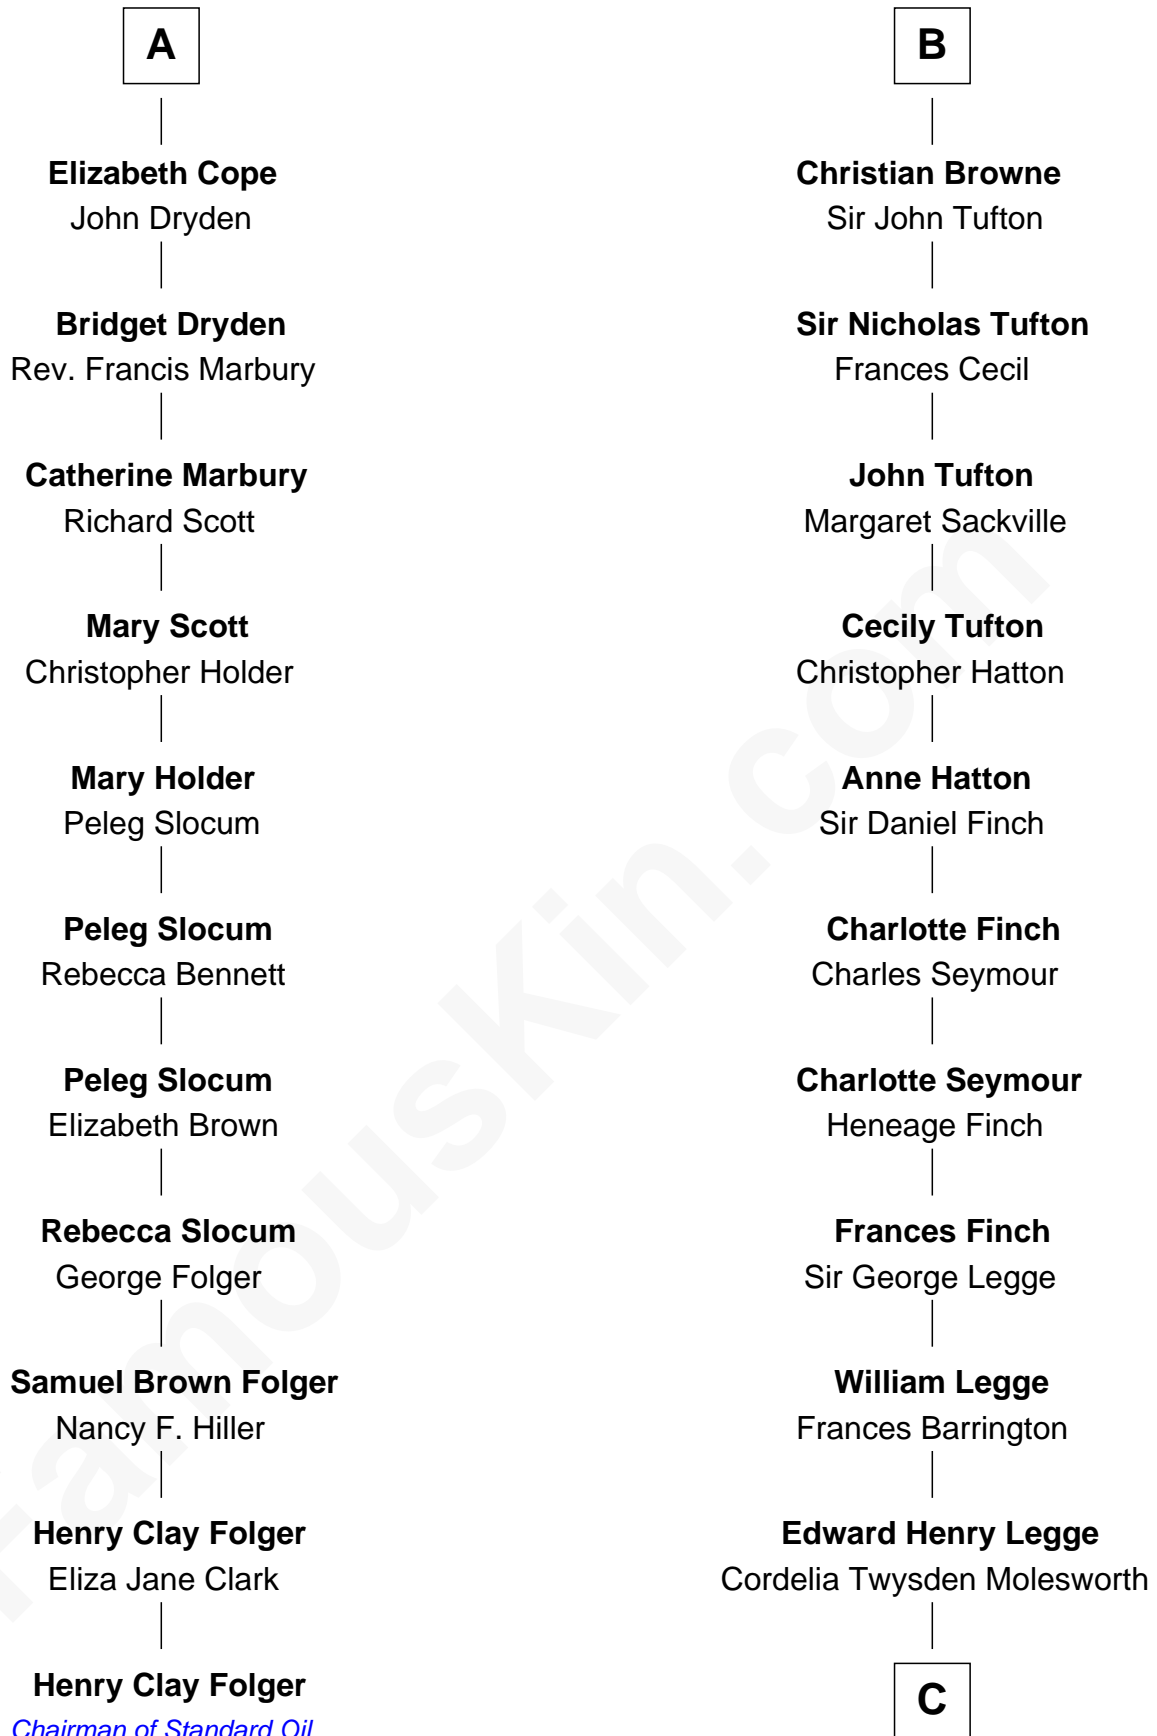 A
Elizabeth Cope
John Dryden
Bridget Dryden
Rev. Francis Marbury
Catherine Marbury
Richard Scott
Mary Scott
Christopher Holder
Mary Holder
Peleg Slocum
Peleg Slocum
Rebecca Bennett
Peleg Slocum
Elizabeth Brown
Rebecca Slocum
George Folger
Samuel Brown Folger
Nancy F. Hiller
Henry Clay Folger
Eliza Jane Clark
Henry Clay Folger
Chairman of Standard Oil
B
Christian Browne
Sir John Tufton
Sir Nicholas Tufton
Frances Cecil
John Tufton
Margaret Sackville
Cecily Tufton
Christopher Hatton
Anne Hatton
Sir Daniel Finch
Charlotte Finch
Charles Seymour
Charlotte Seymour
Heneage Finch
Frances Finch
Sir George Legge
William Legge
Frances Barrington
Edward Henry Legge
Cordelia Twysden Molesworth
C
FamousKin.com